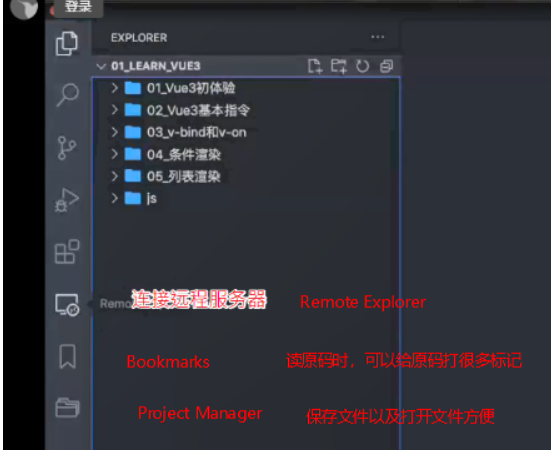 登录
EXPLORER
01_LEARN_VUE3
01_Vue3初体验
02_Vue3基本指令
03_v-bind和v-on
04_条件渲染
05_列表渲染
js
Remo 连接远程服务器 Remote Explorer
Bookmarks 读原码时，可以给原码打很多标记
Project Manager 保存文件以及打开文件方便